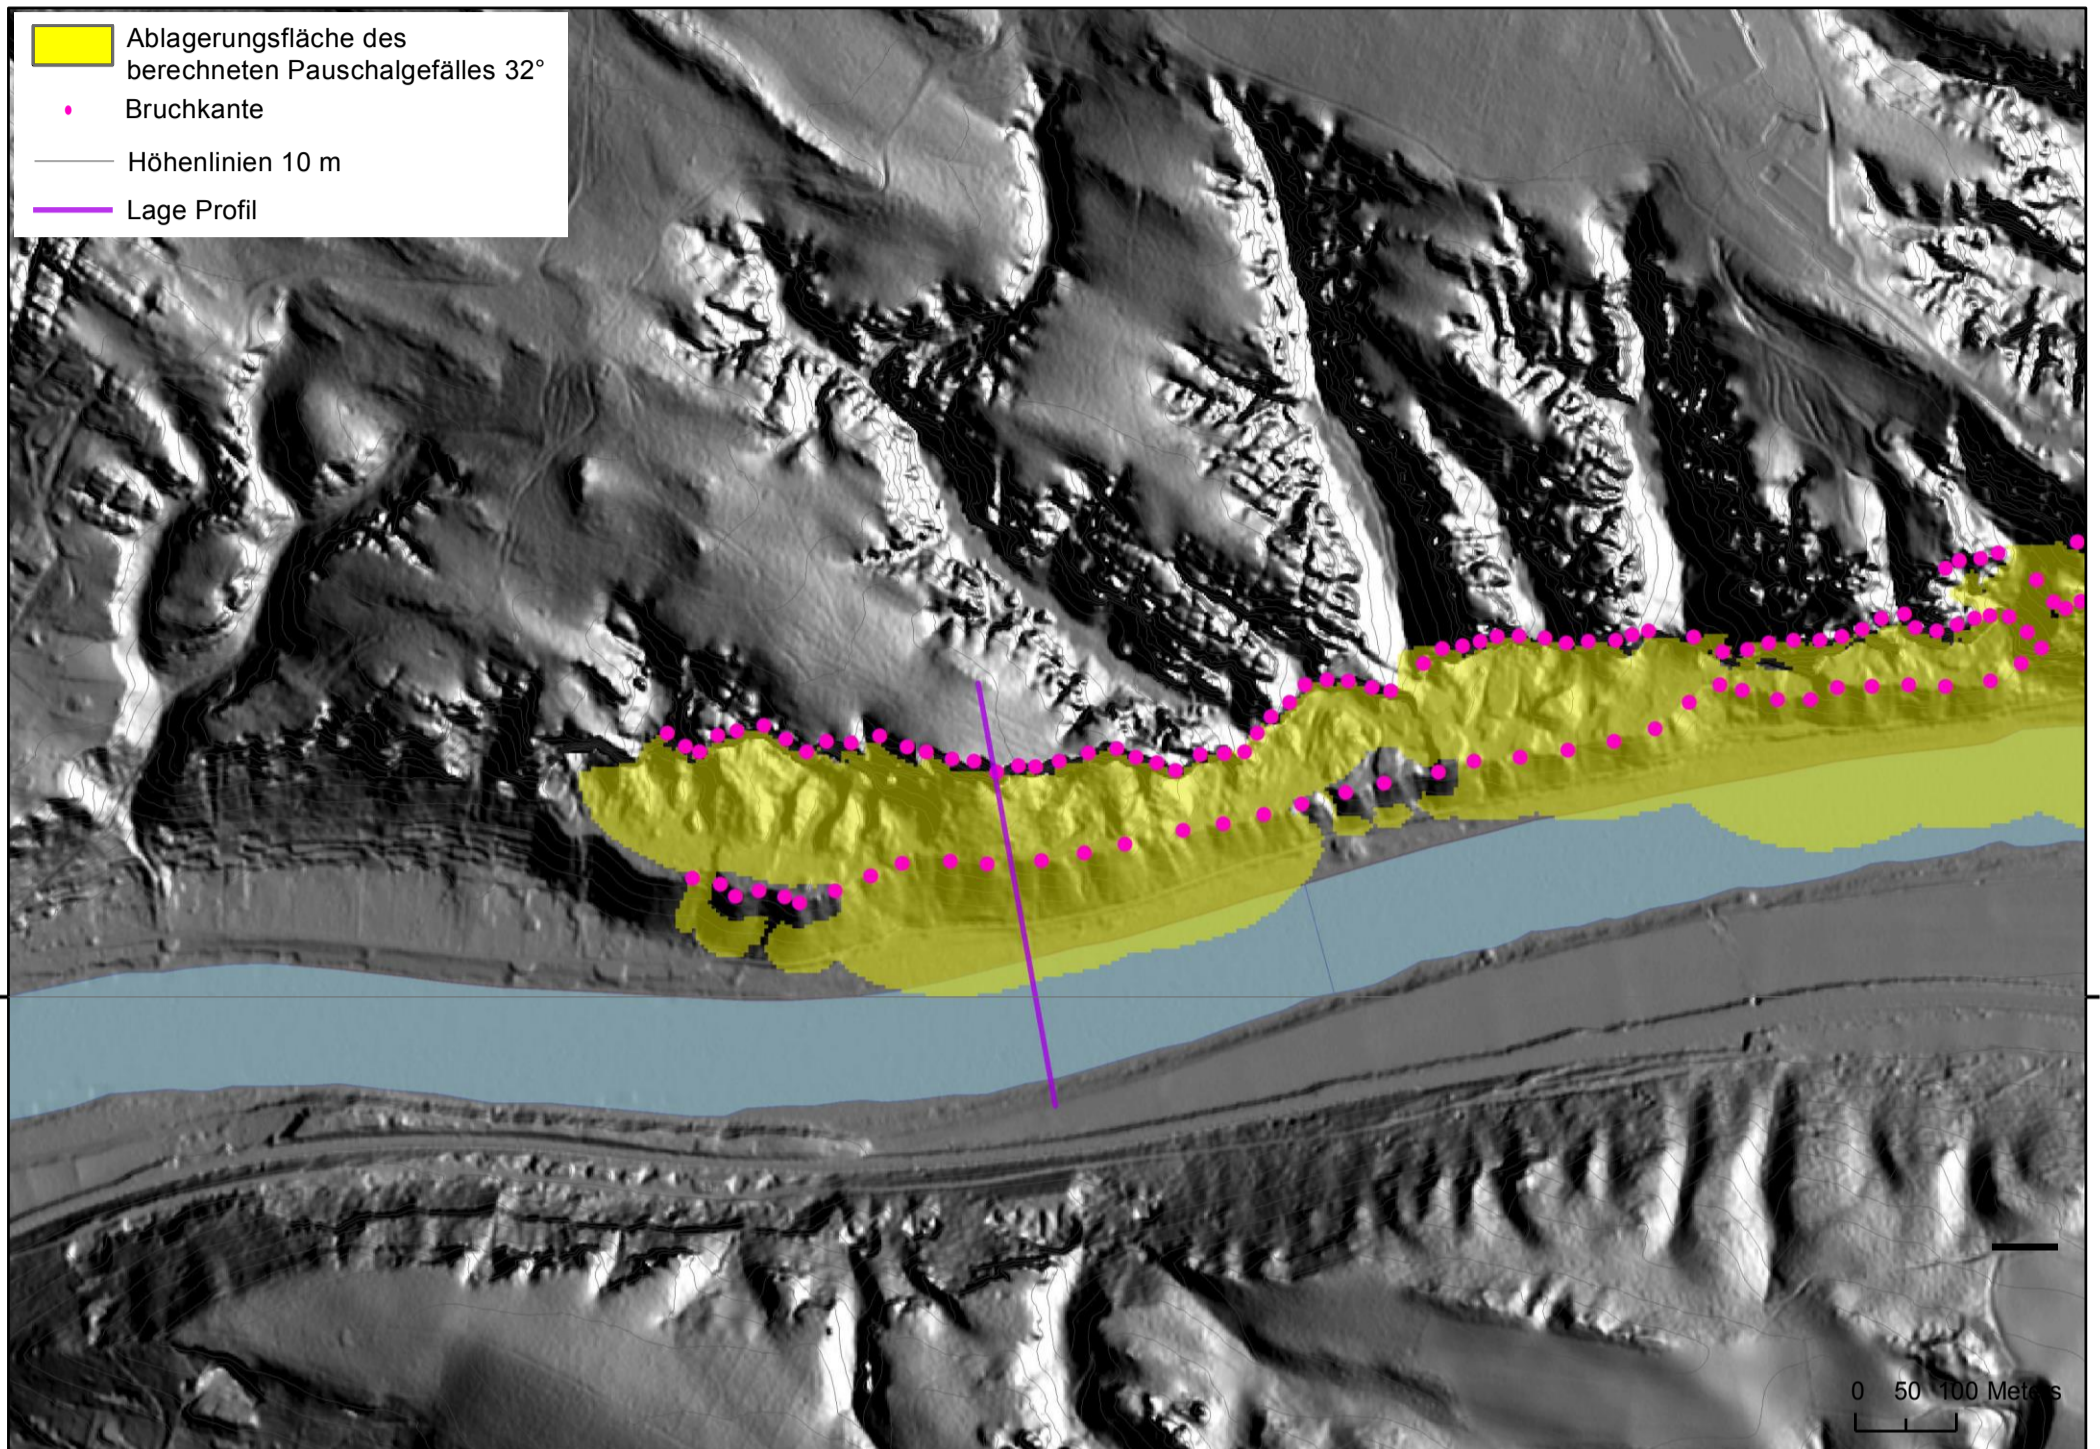 Ablagerungsfläche des
berechneten Pauschalgefälles 32°
Bruchkante
Höhenlinien 10 m
Lage Profil
0 50 100 Meters